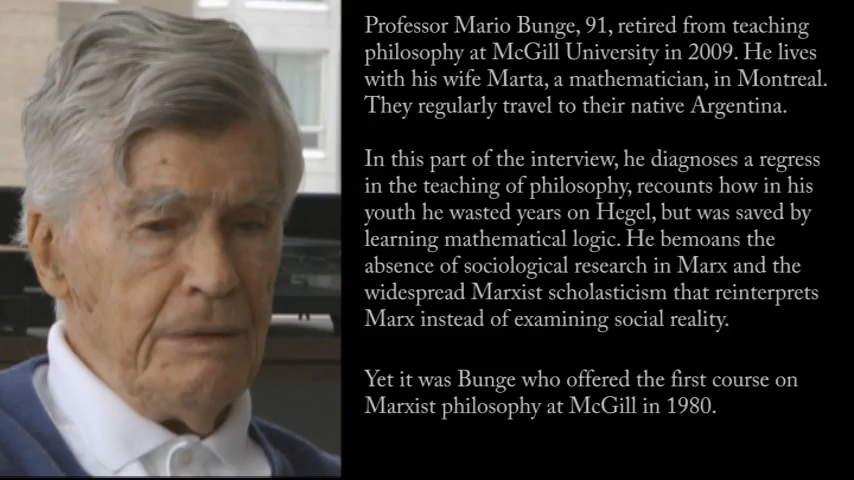 Professor Mario Bunge, 91, retired from teaching
philosophy at McGill University in 2009. He lives
with his wife Marta, a mathematician, in Montreal.
They regularly travel to their native Argentina.
In this part of the interview, he diagnoses a regress
in the teaching of philosophy, recounts how in his
youth he wasted years on Hegel, but was saved by
learning mathematical logic. He bemoans the
absence of sociological research in Marx and the
widespread Marxist scholasticism that reinterprets
Marx instead of examining social reality.
Yet it was Bunge who offered the first course on
Marxist philosophy at McGill in 1980.